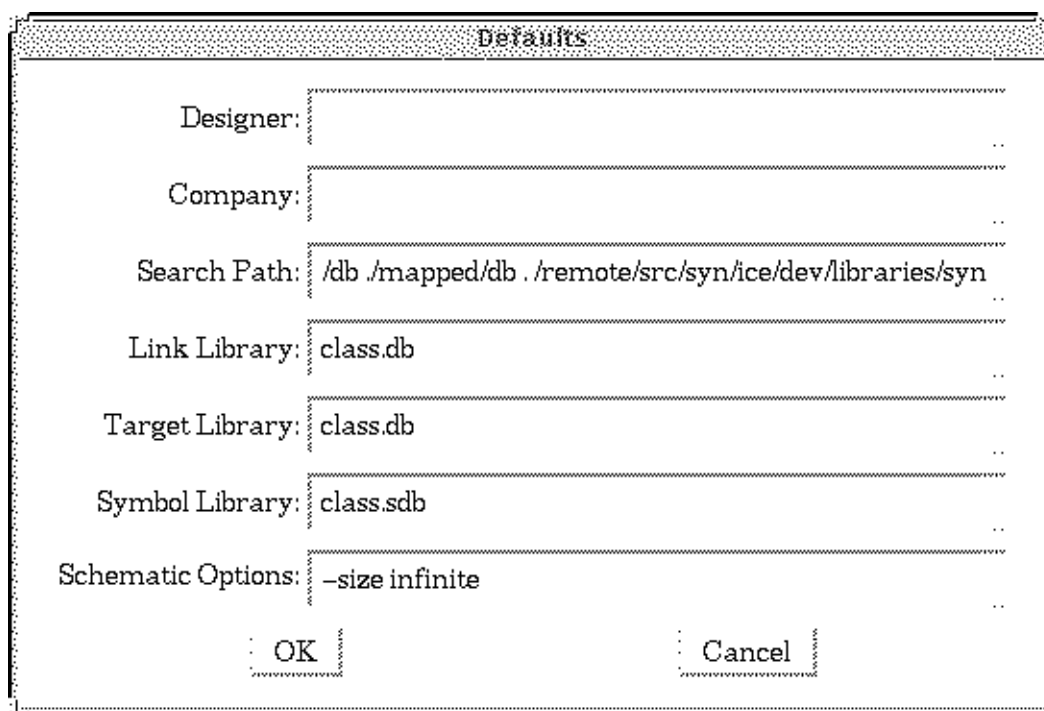 Defaults
Designer:
Company:
Search Path: /db ./mapped/db . /remote/src/syn/ice/dev/libraries/syn
Link Library: class.db
Target Library: class.db
Symbol Library: class.sdb
Schematic Options: –size infinite
OK Cancel